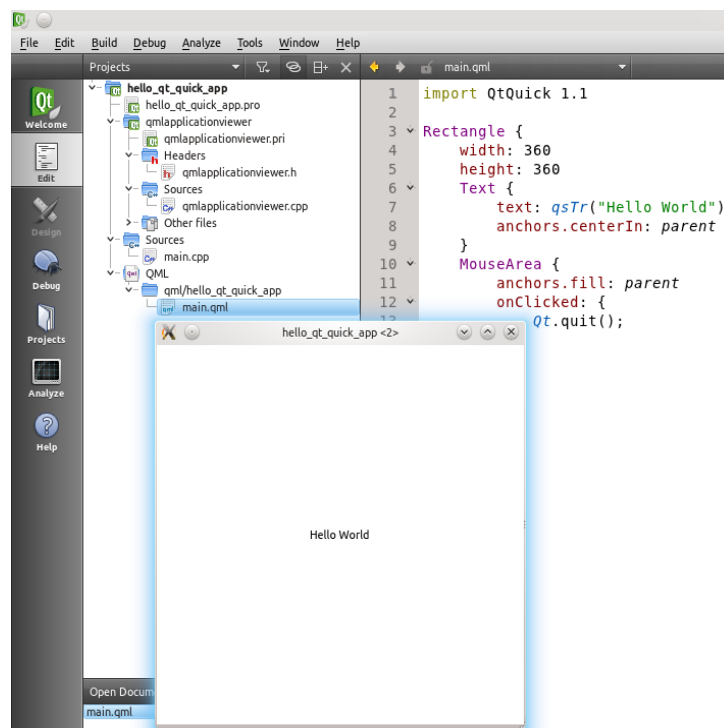 Qt
File Edit Build Debug Analyze Tools Window Help
Projects
main.qml
Qt
Welcome
Edit
Design
Debug
Projects
Analyze
Help
hello_qt_quick_app
hello_qt_quick_app.pro
qmlapplicationviewer
qmlapplicationviewer.pri
Headers
qmlapplicationviewer.h
Sources
qmlapplicationviewer.cpp
Other files
Sources
main.cpp
QML
qml/hello_qt_quick_app
main.qml
1 import QtQuick 1.1
2
3 Rectangle {
4 width: 360
5 height: 360
6 Text {
7 text: qsTr("Hello World")
8 anchors.centerIn: parent
9 }
10 MouseArea {
11 anchors.fill: parent
12 onClicked: {
Qt.quit();
hello_qt_quick_app <2>
Hello World
Open Docum
main.qml